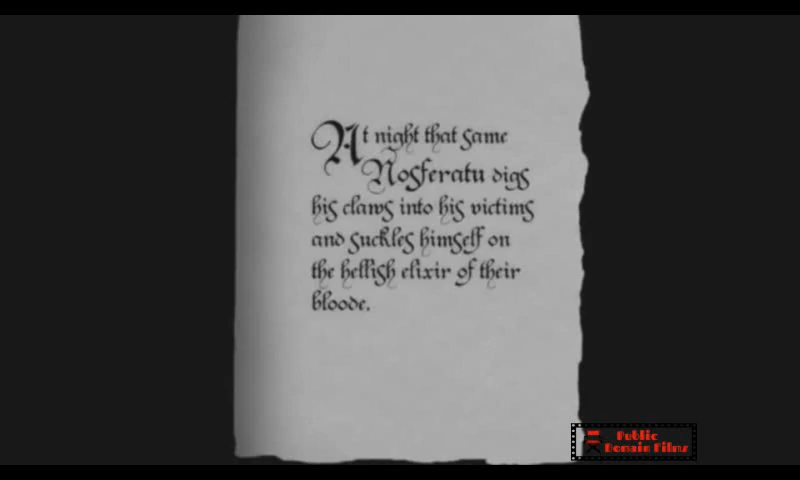 At night that same
Nosferatu digs
his claws into his victims
and suckles himself on
the hellish elixir of their
bloode.
Public
Domain Films